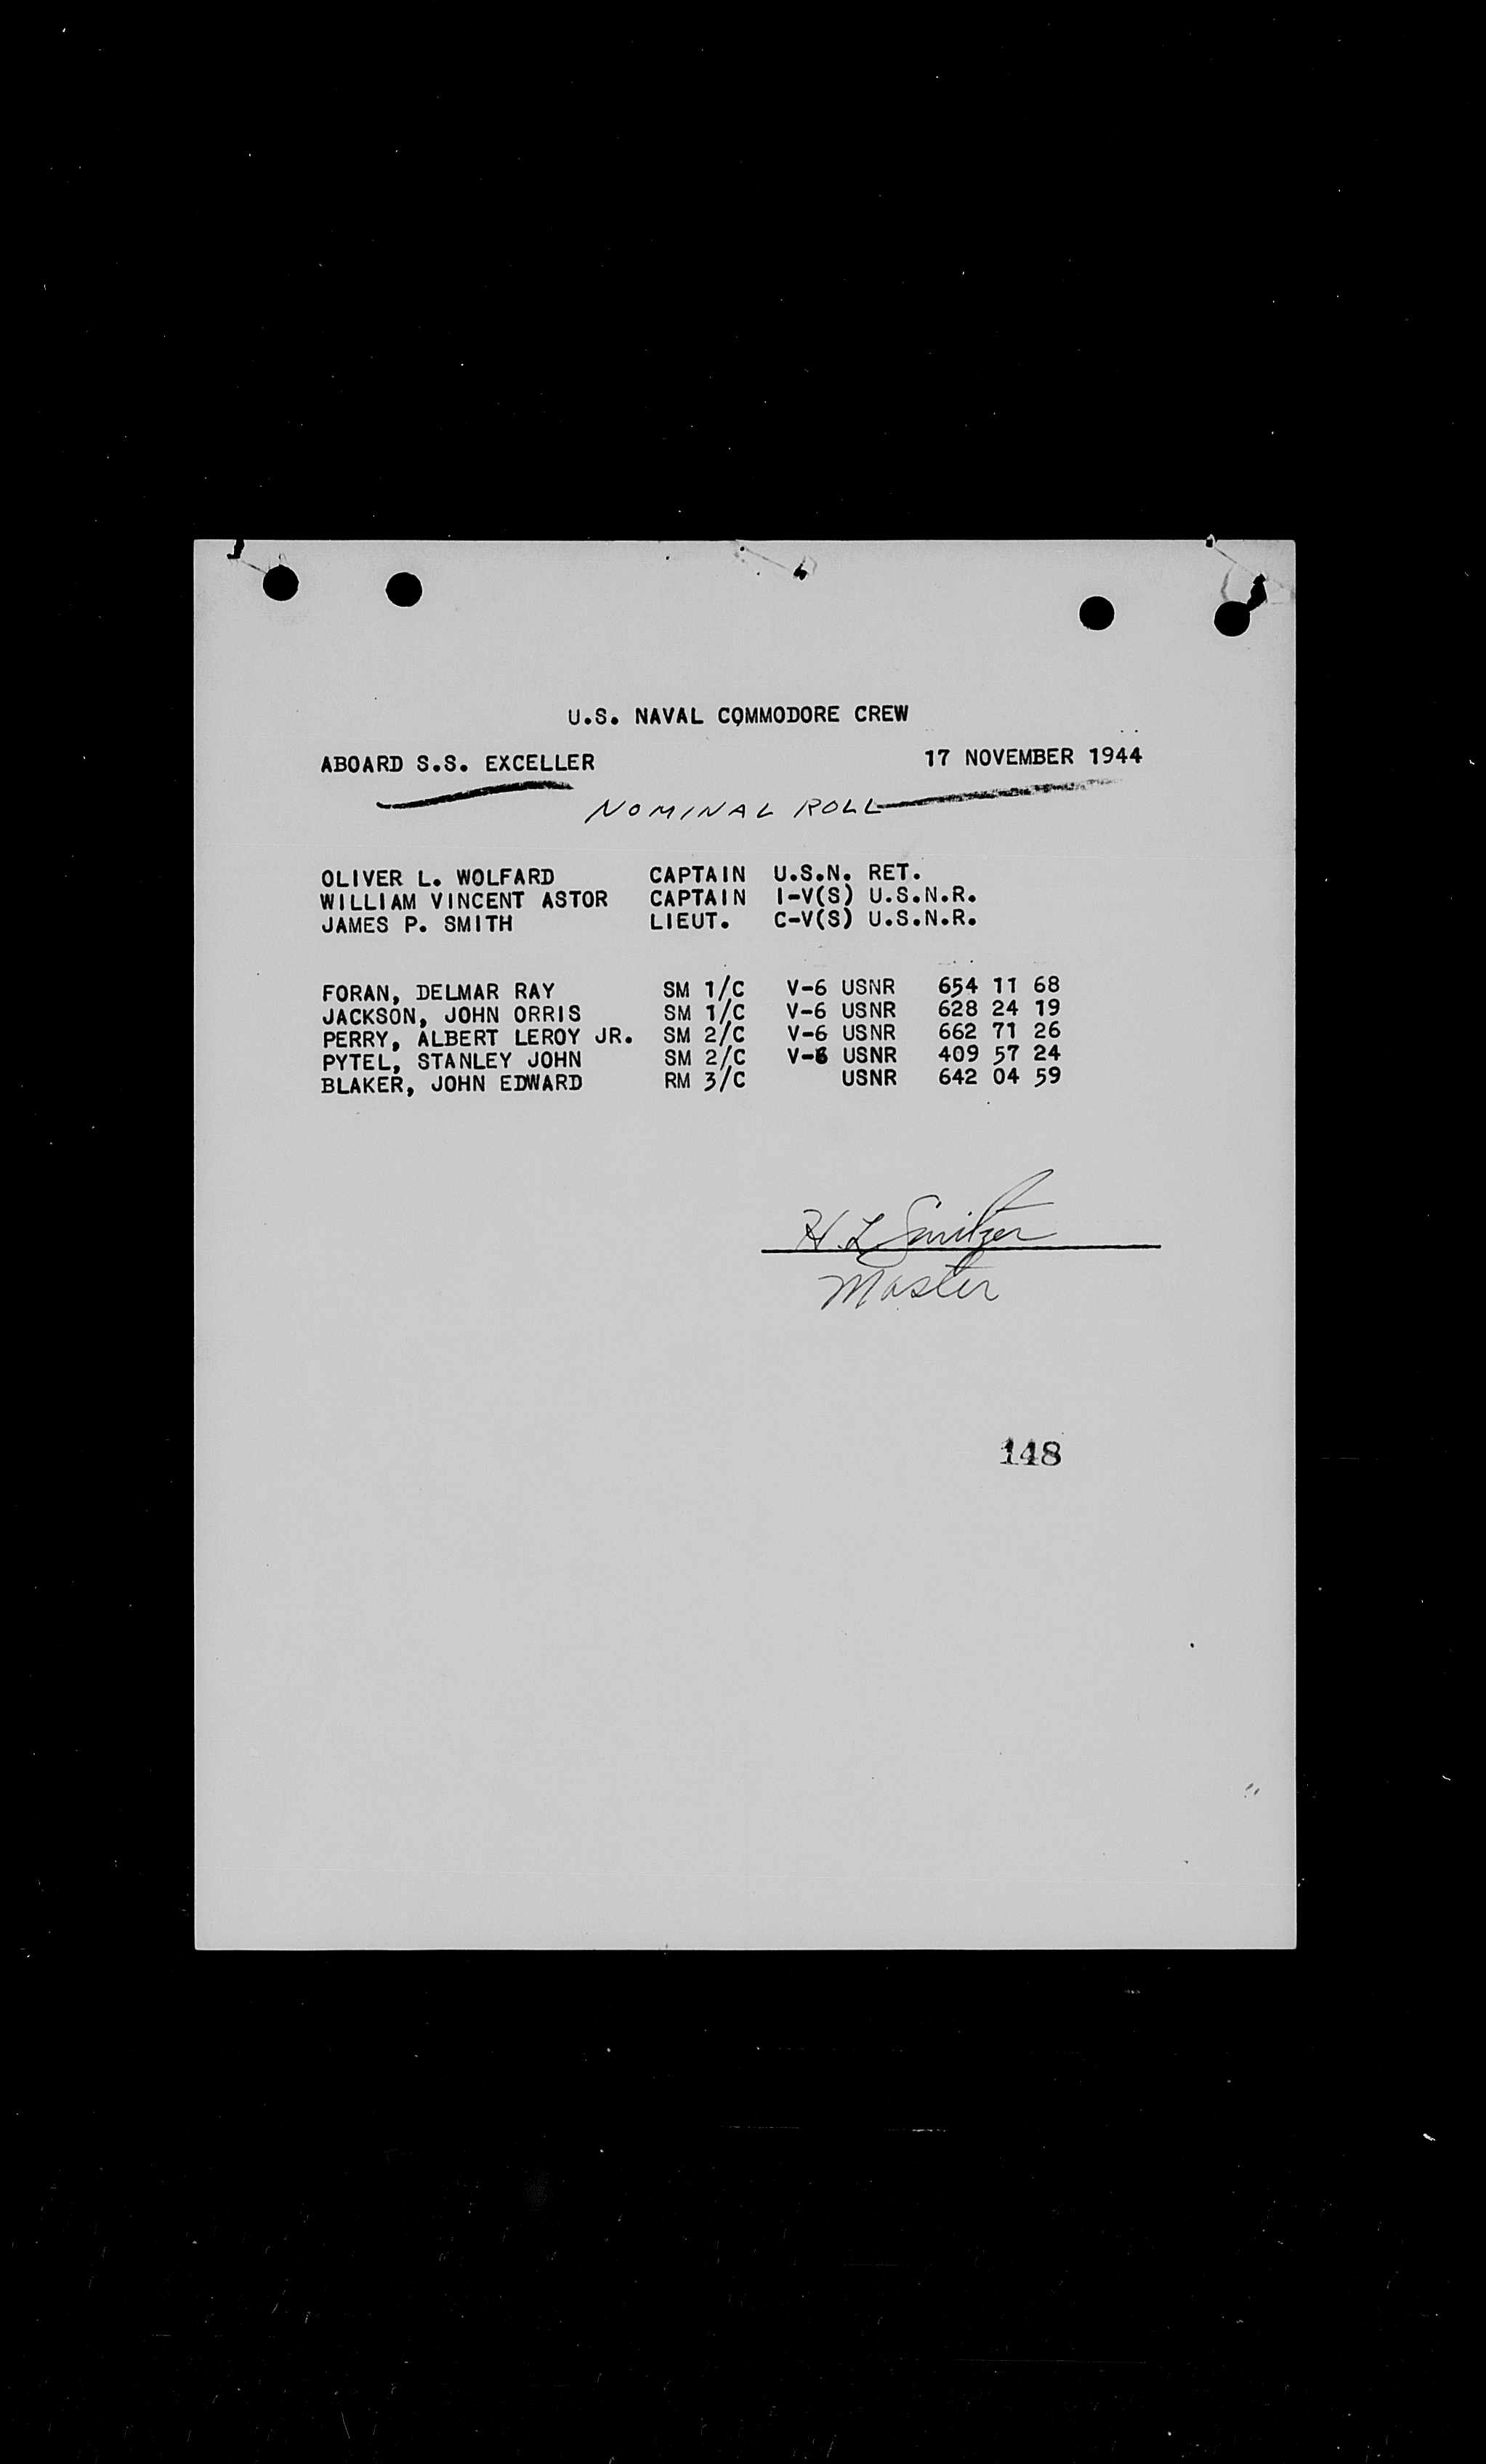 U.S. NAVAL COMMODORE CREW
ABOARD S.S. EXCELLER 17 NOVEMBER 1944
NOMINAL ROLL
OLIVER L. WOLFARD CAPTAIN U.S.N. RET.
WILLIAM VINCENT ASTOR CAPTAIN I-V(S) U.S.N.R.
JAMES P. SMITH LIEUT. C-V(S) U.S.N.R.
FORAN, DELMAR RAY SM 1/C V-6 USNR 654 11 68
JACKSON, JOHN ORRIS SM 1/C V-6 USNR 628 24 19
PERRY, ALBERT LEROY JR. SM 2/C V-6 USNR 662 71 26
PYTEL, STANLEY JOHN SM 2/C V-6 USNR 409 57 24
BLAKER, JOHN EDWARD RM 3/C USNR 642 04 59
H. L.
Master
148